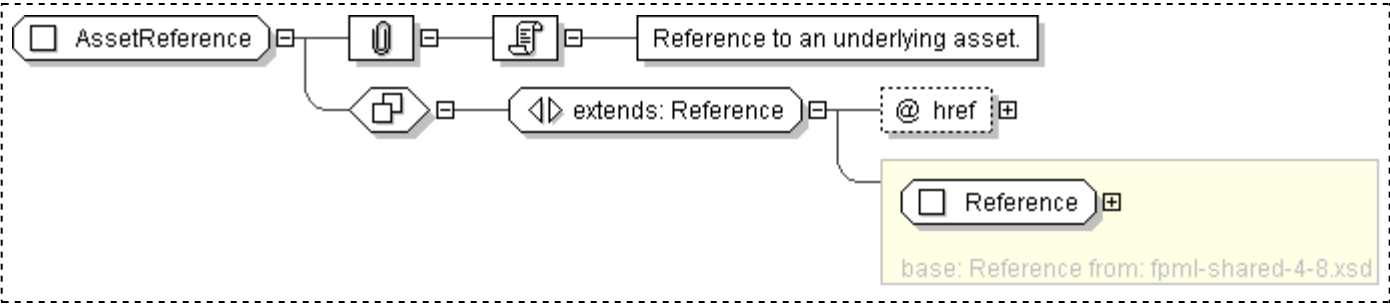 AssetReference
Reference to an underlying asset.
extends: Reference
@ href
Reference
base: Reference from: fpml-shared-4-8.xsd